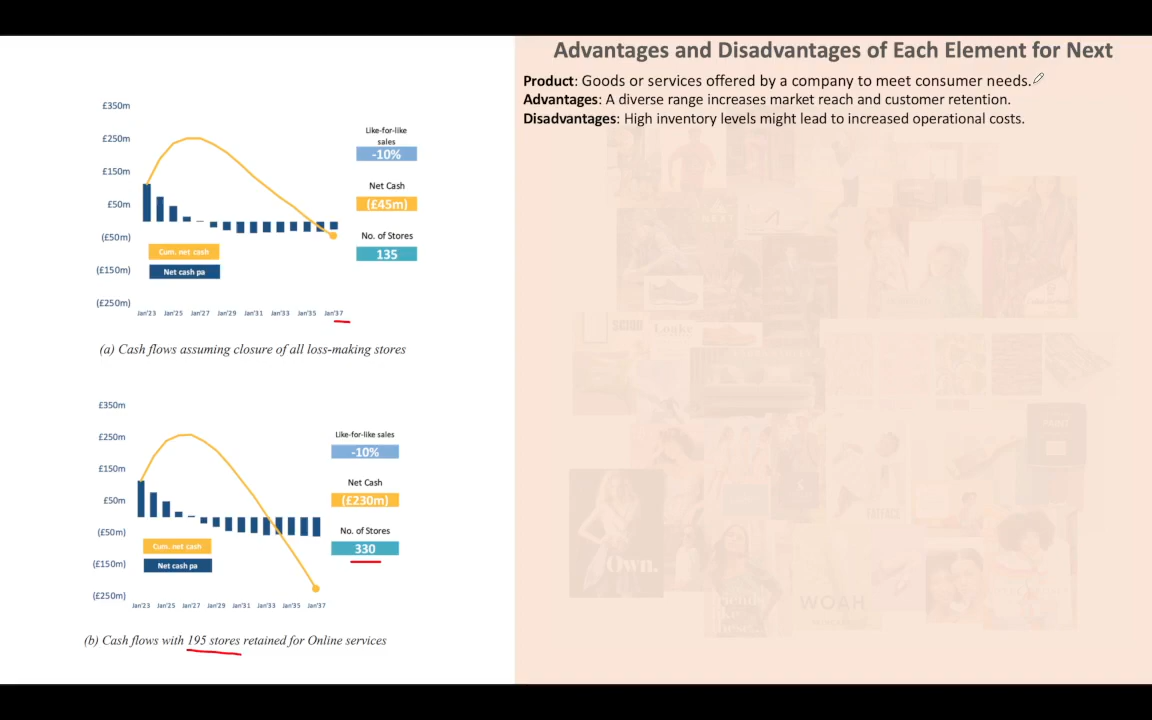 Advantages and Disadvantages of Each Element for Next
Product: Goods or services offered by a company to meet consumer needs.
Advantages: A diverse range increases market reach and customer retention.
Disadvantages: High inventory levels might lead to increased operational costs.
£350m
£250m
£150m
£50m
(£50m)
(£150m)
(£250m)
Cum. net cash
Net cash pa
Jan'23 Jan'25 Jan'27 Jan'29 Jan'31 Jan'33 Jan'35 Jan'37
Like-for-like
sales
-10%
Net Cash
(£45m)
No. of Stores
135
(a) Cash flows assuming closure of all loss-making stores
£350m
£250m
£150m
£50m
(£50m)
(£150m)
(£250m)
Cum. net cash
Net cash pa
Jan'23 Jan'25 Jan'27 Jan'29 Jan'31 Jan'33 Jan'35 Jan'37
Like-for-like sales
-10%
Net Cash
(£230m)
No. of Stores
330
(b) Cash flows with 195 stores retained for Online services
Own.
WOAH